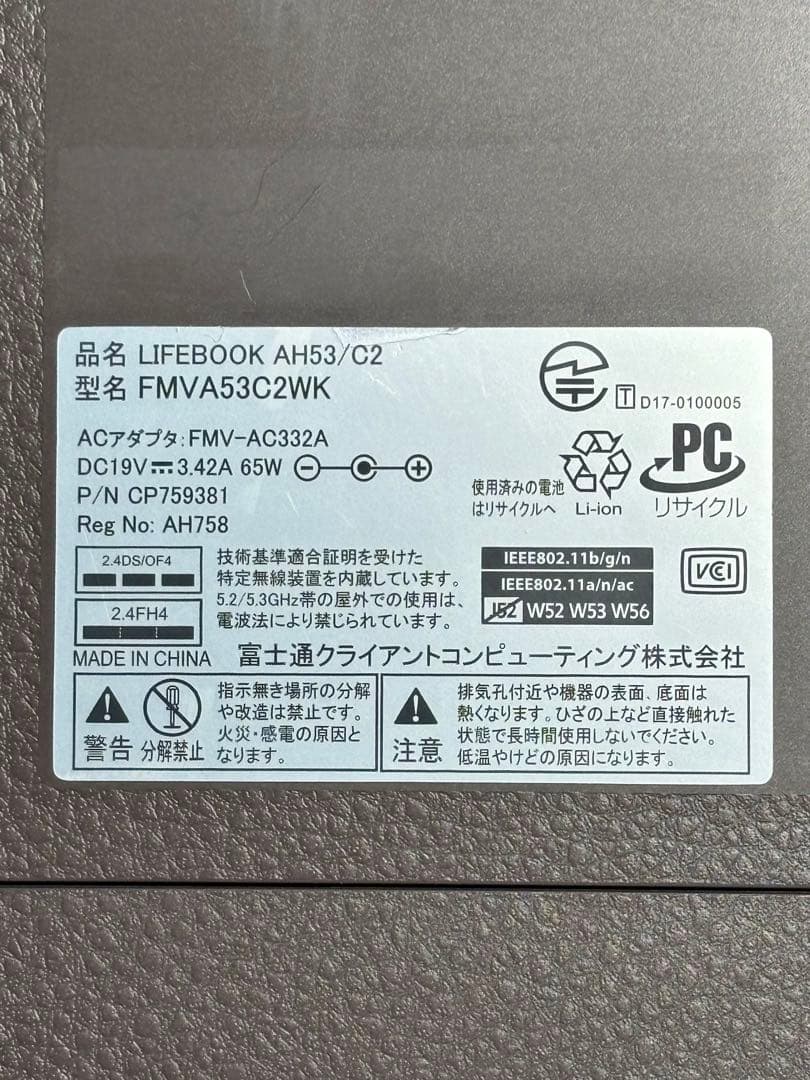 品名 LIFEBOOK AH53/C2
型名 FMVA53C2WK
T D17-0100005
ACアダプタ:FMV-AC332A
DC19V 3.42A 65W
P/N CP759381
Reg No: AH758
使用済みの電池
はリサイクルへ
Li-ion
PC
リサイクル
2.4DS/OF4
2.4FH4
技術基準適合証明を受けた
特定無線装置を内蔵しています。
5.2/5.3GHz帯の屋外での使用は、
電波法により禁じられています。
IEEE802.11b/g/n
IEEE802.11a/n/ac
J52 W52 W53 W56
VCI
MADE IN CHINA 富士通クライアントコンピューティング株式会社
警告 分解禁止
指示無き場所の分解
や改造は禁止です。
火災・感電の原因と
なります。
注意
排気孔付近や機器の表面、底面は
熱くなります。ひざの上など直接触れた
状態で長時間使用しないでください。
低温やけどの原因になります。